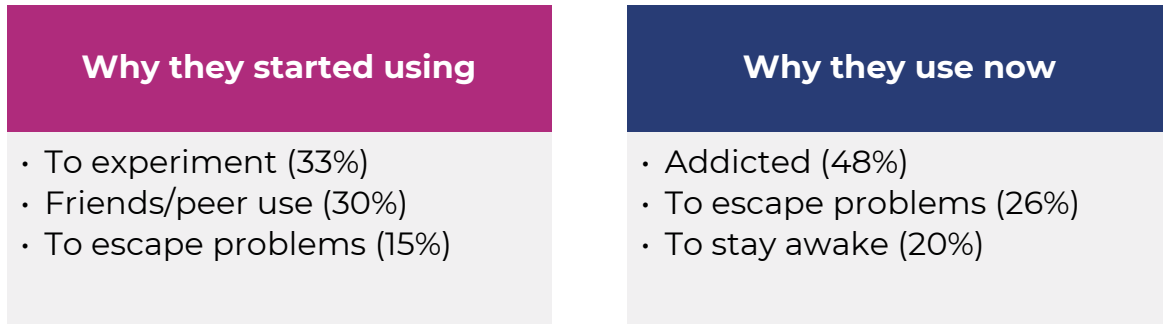 Why they started using
• To experiment (33%)
• Friends/peer use (30%)
• To escape problems (15%)
Why they use now
• Addicted (48%)
• To escape problems (26%)
• To stay awake (20%)